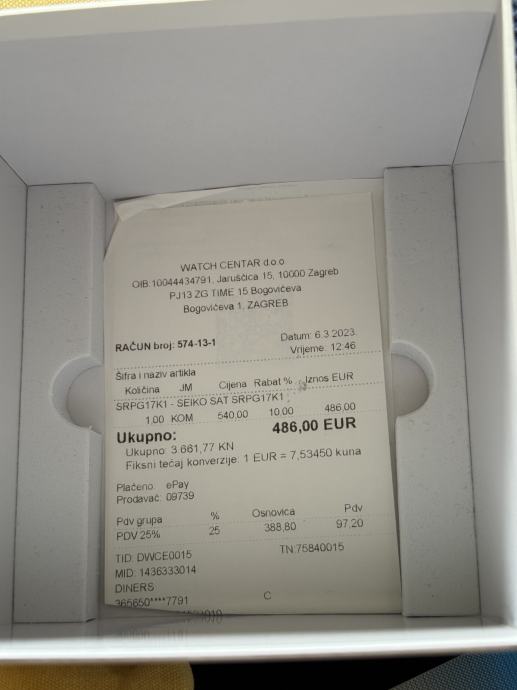 WATCH CENTAR d.o.o
OIB:10044434791, Jaruščica 15, 10000 Zagreb
PJ13 ZG TIME 15 Bogovićeva
Bogovićeva 1, ZAGREB
RAČUN broj: 574-13-1
Datum: 6.3.2023.
Vrijeme: 12:46
Šifra i naziv artikla
Količina JM Cijena Rabat % Iznos EUR
SRPG17K1 - SEIKO SAT SRPG17K1
1,00 KOM 540,00 10,00 486,00
Ukupno: 486,00 EUR
Ukupno: 3.661,77 KN
Fiksni tečaj konverzije: 1 EUR = 7,53450 kuna
Plaćeno: ePay
Prodavač: 09739
Pdv grupa % Osnovica Pdv
PDV 25% 25 388,80 97,20
TID: DWCE0015 TN:75840015
MID: 1436333014
DINERS
365650****7791 C